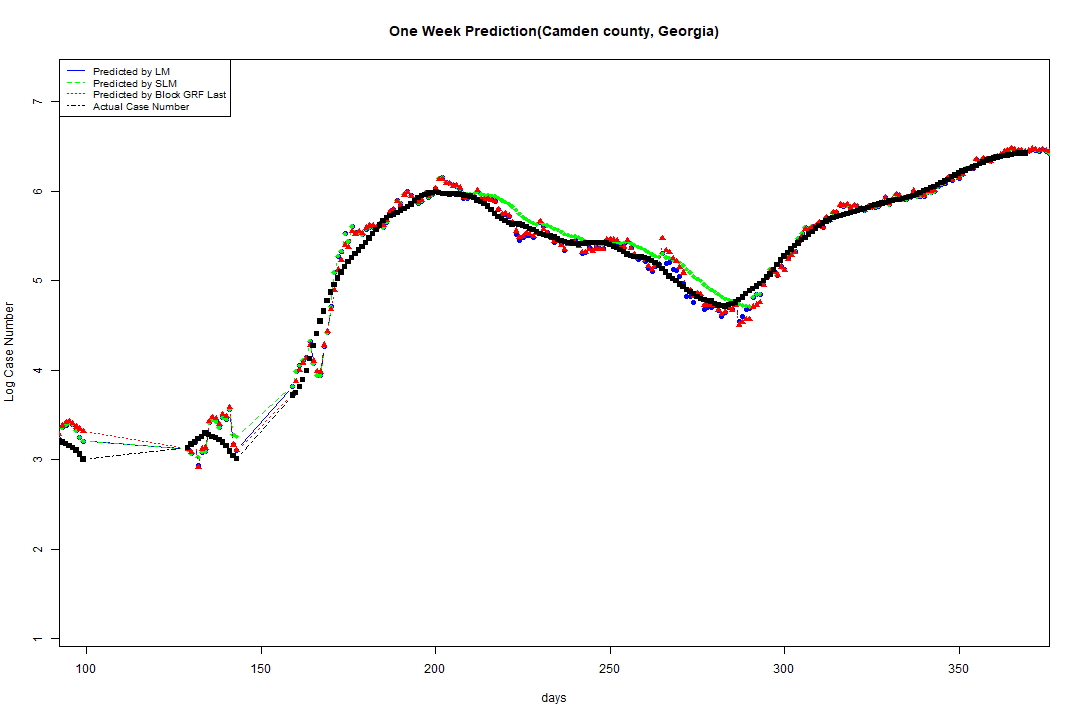 One Week Prediction(Camden county, Georgia)
Predicted by LM
Predicted by SLM
Predicted by Block GRF Last
Actual Case Number
7
6
5
4
3
2
1
Log Case Number
100 150 200 250 300 350
days